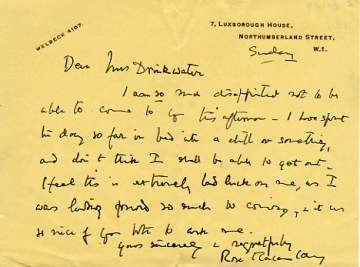 WELBECK 4107.
7, LUXBOROUGH HOUSE,
NORTHUMBERLAND STREET,
W.1.
Sunday
Dear Mrs Drinkwater
I am so much disappointed not to be
able to come to you this afternoon – I have spent
the day so far in bed with a chill or something,
and don't think I shall be able to get out –
I feel this is extremely bad luck on me, as I
was looking forward so much to coming, & it was
so nice of you both to ask me.
Yours sincerely & regretfully
Rose Macaulay